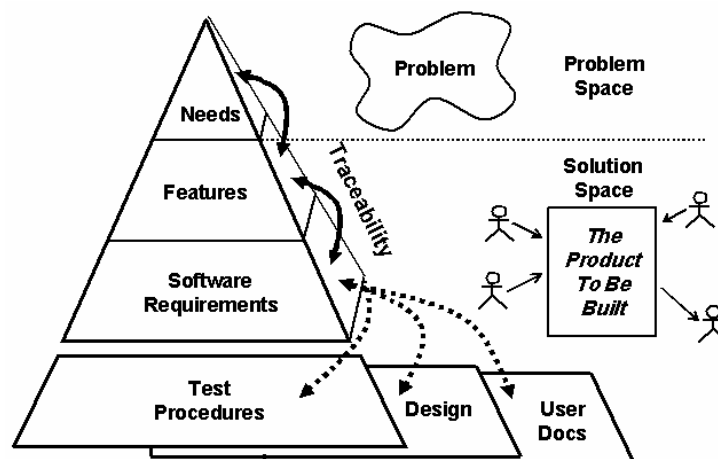 Problem
Problem
Space
Needs
Traceability
Solution
Space
Features
The
Product
To Be
Built
Software
Requirements
Test
Procedures
Design
User
Docs